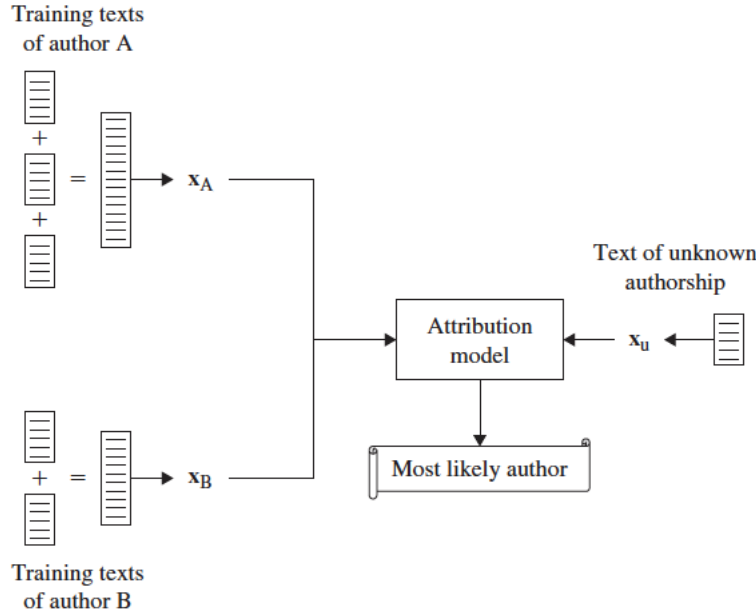 Training texts
of author A
+
=
x_A
+
Text of unknown
authorship
Attribution
model
x_u
+
=
x_B
Most likely author
Training texts
of author B